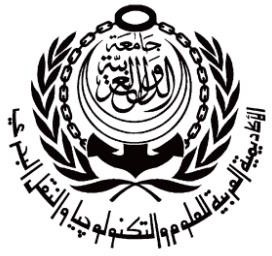 جامعة
الدول العربية
الأكاديمية العربية للعلوم والتكنولوجيا والنقل البحري